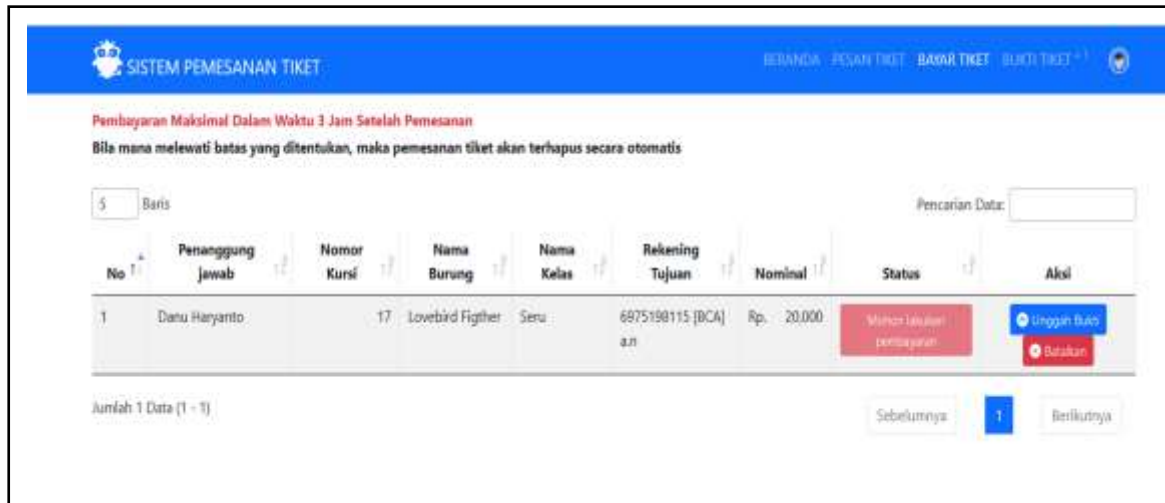 SISTEM PEMESANAN TIKET
BERANDA PESAN TIKET BAYAR TIKET BUKTI TIKET
Pembayaran Maksimal Dalam Waktu 3 Jam Setelah Pemesanan
Bila mana melewati batas yang ditentukan, maka pemesanan tiket akan terhapus secara otomatis
5 Baris
Pencarian Data:
No
Penanggung
jawab
Nomor
Kursi
Nama
Burung
Nama
Kelas
Rekening
Tujuan
Nominal
Status
Aksi
1
Danu Haryanto
17
Lovebird Figther
Seru
6975198115 [BCA]
a.n
Rp. 20,000
Mohon lakukan
pembayaran
Unggah Bukti
Batalkan
Jumlah 1 Data (1 - 1)
Sebelumnya 1 Berikutnya